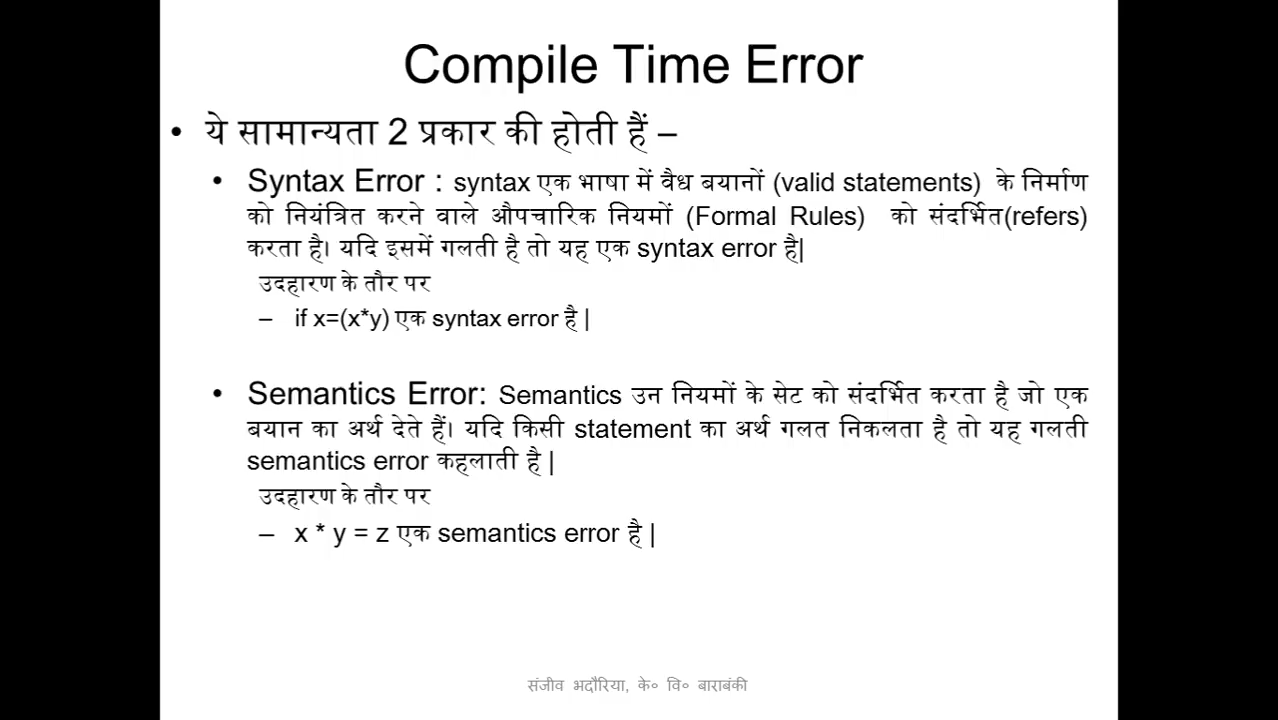 Compile Time Error
• ये सामान्यता 2 प्रकार की होती हैं –
• Syntax Error : syntax एक भाषा में वैध बयानों (valid statements) के निर्माण
को नियंत्रित करने वाले औपचारिक नियमों (Formal Rules) को संदर्भित(refers)
करता है। यदि इसमें गलती है तो यह एक syntax error है|
उदहारण के तौर पर
– if x=(x*y) एक syntax error है |
• Semantics Error: Semantics उन नियमों के सेट को संदर्भित करता है जो एक
बयान का अर्थ देते हैं। यदि किसी statement का अर्थ गलत निकलता है तो यह गलती
semantics error कहलाती है |
उदहारण के तौर पर
– x * y = z एक semantics error है |
संजीव भदौरिया, के० वि० बाराबंकी